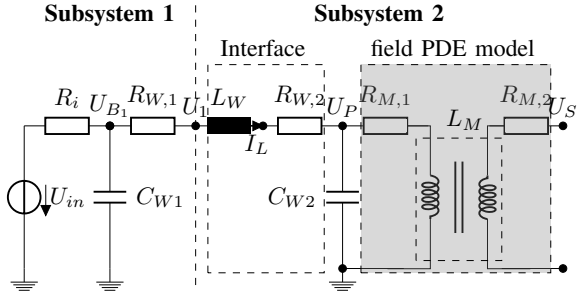 Subsystem 1
Subsystem 2
Interface
field PDE model
R_i
U_{B_1}
R_{W,1}
U_1
L_W
R_{W,2}
U_P
R_{M,1}
L_M
R_{M,2}
U_S
I_L
U_{in}
C_{W1}
C_{W2}